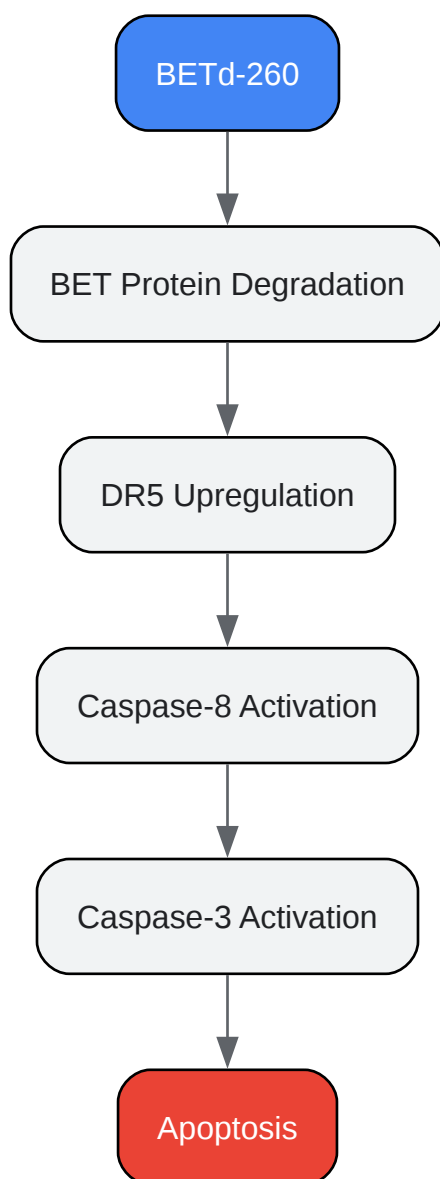 BETd-260
BET Protein Degradation
DR5 Upregulation
Caspase-8 Activation
Caspase-3 Activation
Apoptosis